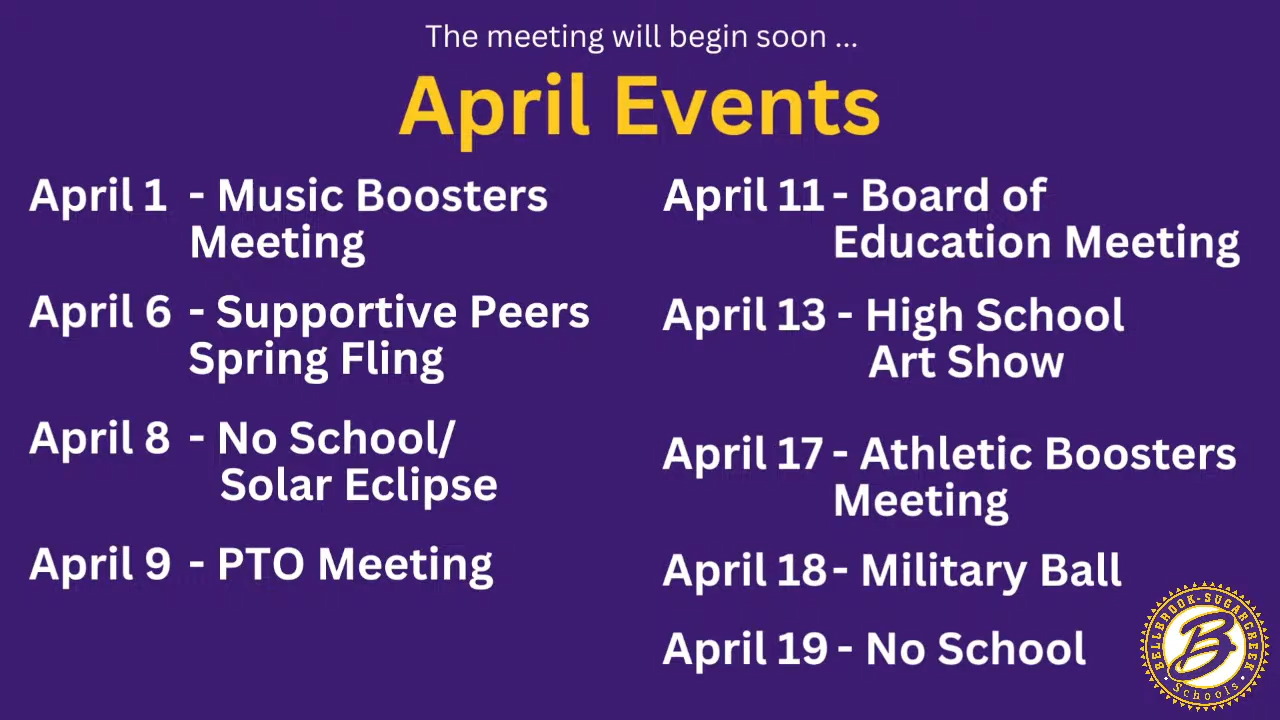 The meeting will begin soon ...
April Events
April 1 - Music Boosters
Meeting
April 6 - Supportive Peers
Spring Fling
April 8 - No School/
Solar Eclipse
April 9 - PTO Meeting
April 11 - Board of
Education Meeting
April 13 - High School
Art Show
April 17 - Athletic Boosters
Meeting
April 18 - Military Ball
April 19 - No School
BELLBROOK-SUGARCREEK
B
Schools